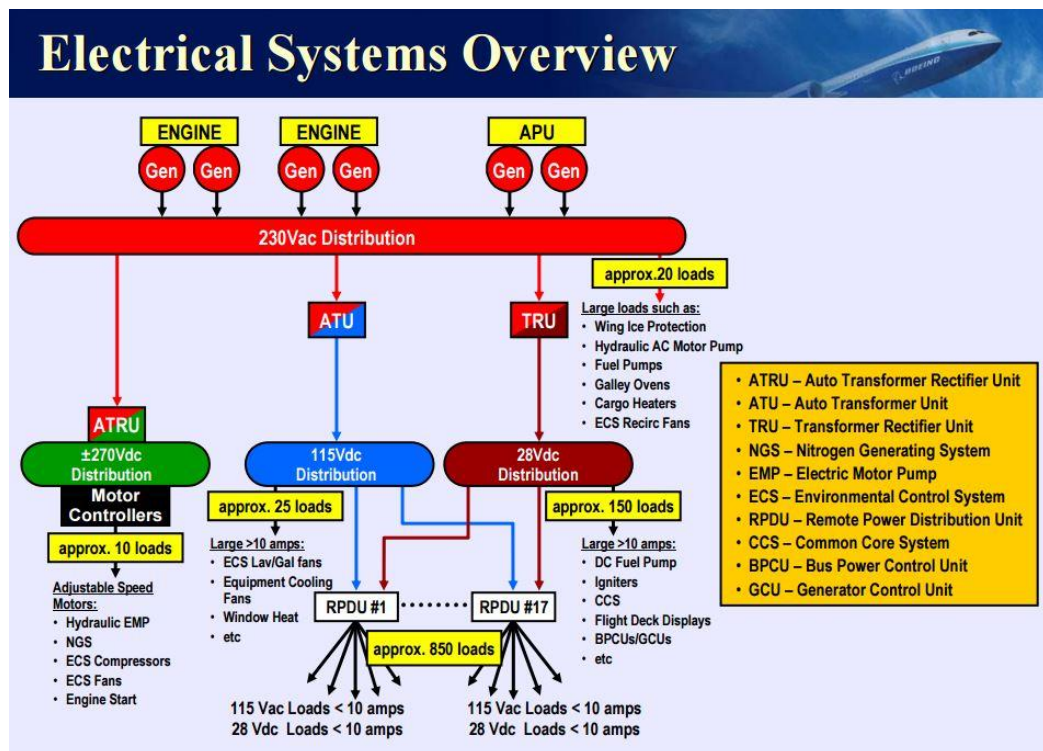 Electrical Systems Overview
BOEING
ENGINE
ENGINE
APU
Gen
Gen
Gen
Gen
Gen
Gen
230Vac Distribution
approx.20 loads
ATU
TRU
Large loads such as:
• Wing Ice Protection
• Hydraulic AC Motor Pump
• Fuel Pumps
• Galley Ovens
• Cargo Heaters
• ECS Recirc Fans
• ATRU – Auto Transformer Rectifier Unit
• ATU – Auto Transformer Unit
• TRU – Transformer Rectifier Unit
• NGS – Nitrogen Generating System
• EMP – Electric Motor Pump
• ECS – Environmental Control System
• RPDU – Remote Power Distribution Unit
• CCS – Common Core System
• BPCU – Bus Power Control Unit
• GCU – Generator Control Unit
ATRU
±270Vdc
Distribution
Motor
Controllers
approx. 10 loads
Adjustable Speed
Motors:
• Hydraulic EMP
• NGS
• ECS Compressors
• ECS Fans
• Engine Start
115Vdc
Distribution
approx. 25 loads
Large >10 amps:
• ECS Lav/Gal fans
• Equipment Cooling
Fans
• Window Heat
• etc
28Vdc
Distribution
approx. 150 loads
Large >10 amps:
• DC Fuel Pump
• Igniters
• CCS
• Flight Deck Displays
• BPCUs/GCUs
• etc
RPDU #1
RPDU #17
approx. 850 loads
115 Vac Loads < 10 amps
28 Vdc Loads < 10 amps
115 Vac Loads < 10 amps
28 Vdc Loads < 10 amps